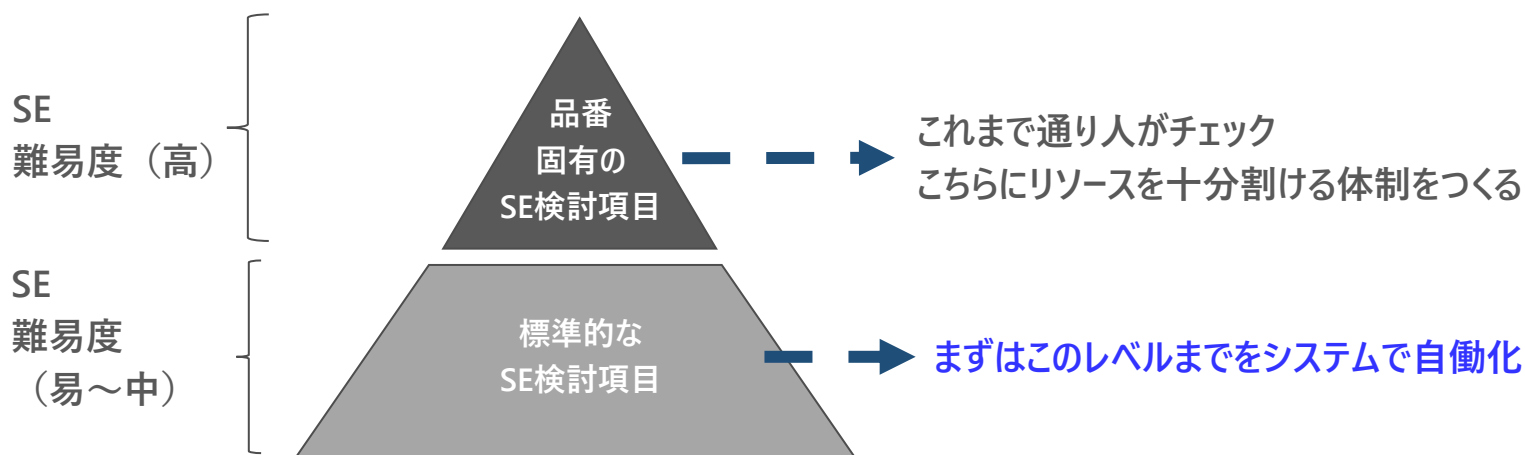 SE
難易度（高）
品番
固有の
SE検討項目
これまで通り人がチェック
こちらにリソースを十分割ける体制をつくる
SE
難易度
（易～中）
標準的な
SE検討項目
まずはこのレベルまでをシステムで自働化